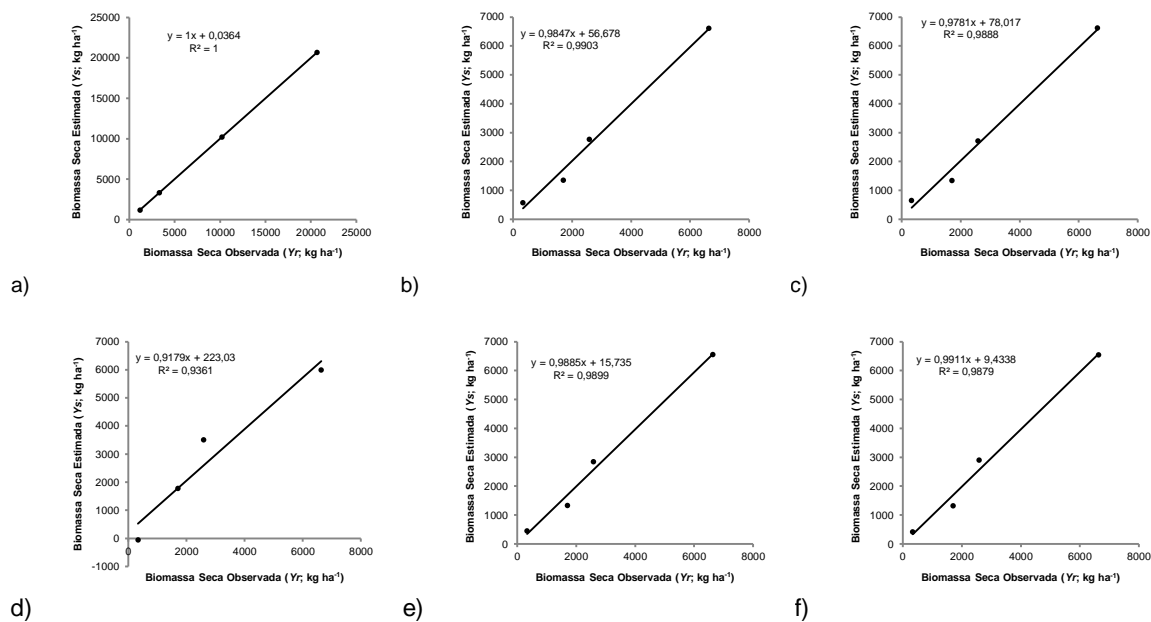 25000
20000
15000
10000
5000
0
0 5000 10000 15000 20000 25000
y = 1x + 0,0364
R² = 1
Biomassa Seca Estimada (Ys; kg ha⁻¹)
Biomassa Seca Observada (Yr; kg ha⁻¹)
a)
7000
6000
5000
4000
3000
2000
1000
0
0 2000 4000 6000 8000
y = 0,9847x + 56,678
R² = 0,9903
Biomassa Seca Estimada (Ys; kg ha⁻¹)
Biomassa Seca Observada (Yr; kg ha⁻¹)
b)
7000
6000
5000
4000
3000
2000
1000
0
0 2000 4000 6000 8000
y = 0,9781x + 78,017
R² = 0,9888
Biomassa Seca Estimada (Ys; kg ha⁻¹)
Biomassa Seca Observada (Yr; kg ha⁻¹)
c)
7000
6000
5000
4000
3000
2000
1000
0
-1000
0 2000 4000 6000 8000
y = 0,9179x + 223,03
R² = 0,9361
Biomassa Seca Estimada (Ys; kg ha⁻¹)
Biomassa Seca Observada (Yr; kg ha⁻¹)
d)
7000
6000
5000
4000
3000
2000
1000
0
0 2000 4000 6000 8000
y = 0,9885x + 15,735
R² = 0,9899
Biomassa Seca Estimada (Ys; kg ha⁻¹)
Biomassa Seca Observada (Yr; kg ha⁻¹)
e)
7000
6000
5000
4000
3000
2000
1000
0
0 2000 4000 6000 8000
y = 0,9911x + 9,4338
R² = 0,9879
Biomassa Seca Estimada (Ys; kg ha⁻¹)
Biomassa Seca Observada (Yr; kg ha⁻¹)
f)